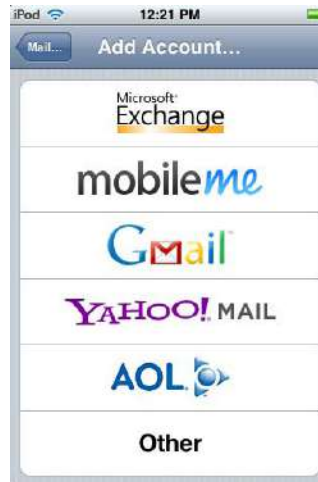 iPod 12:21 PM
Mail... Add Account...
Microsoft
Exchange
mobileme
Gmail
YAHOO! MAIL
AOL
Other